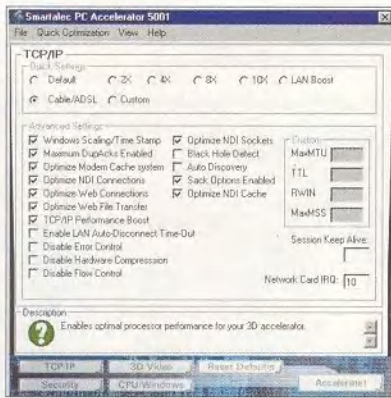 Smartalec PC Accelerator 5001
File Quick Optimization View Help
TCP/IP
Quick Settings
Default 2X 4X 8X 10X LAN Boost
Cable/ADSL Custom
Advanced Settings
Windows Scaling/Time Stamp Optimize NDI Sockets
Maximum DupAcks Enabled Black Hole Detect
Optimize Modem Cache system Auto Discovery
Optimize NDI Connections Sack Options Enabled
Optimize Web Connections Optimize NDI Cache
Optimize Web File Transfer
TCP/IP Performance Boost
Enable LAN Auto-Disconnect Time-Out
Disable Error Control
Disable Hardware Compression
Disable Flow Control
Custom
MaxMTU
TTL
RWIN
MaxMSS
Session Keep Alive:
Network Card IRQ: 10
Description
Enables optimal processor performance for your 3D accelerator.
TCP/IP 3D Video Reset Defaults
Security CPU/Windows Accelerate!